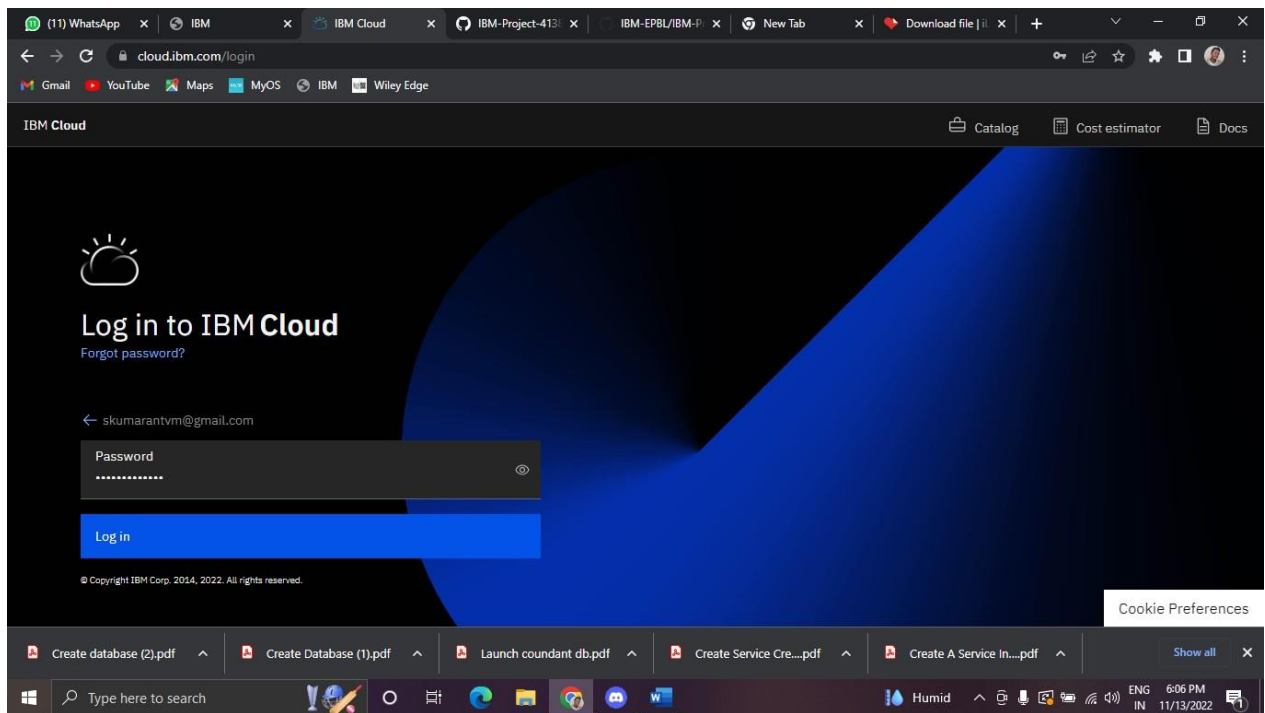 (11) WhatsApp
IBM
IBM Cloud
IBM-Project-4138
IBM-EPBL/IBM-P
New Tab
Download file | il
cloud.ibm.com/login
Gmail
YouTube
Maps
MyOS
IBM
Wiley Edge
IBM Cloud
Catalog
Cost estimator
Docs
Log in to IBM Cloud
Forgot password?
← skumarantvm@gmail.com
Password
•••••••••••••
Log in
© Copyright IBM Corp. 2014, 2022. All rights reserved.
Cookie Preferences
Create database (2).pdf
Create Database (1).pdf
Launch coundant db.pdf
Create Service Cre....pdf
Create A Service In....pdf
Show all
Type here to search
Humid
ENG
IN
6:06 PM
11/13/2022